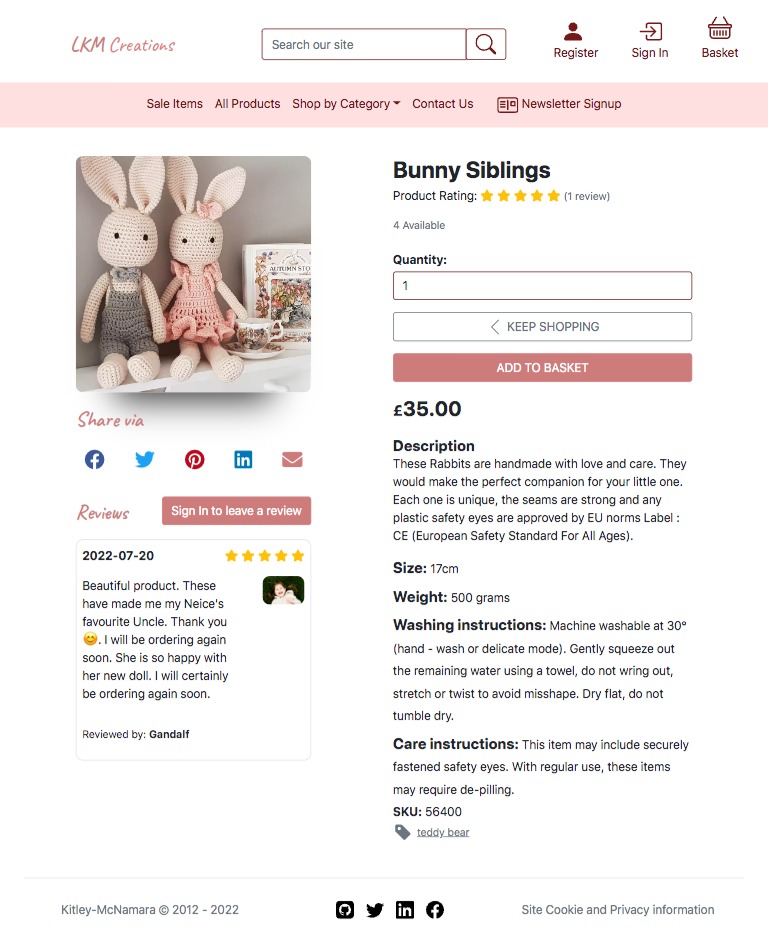 LKM Creations
Search our site
Register
Sign In
Basket
Sale Items
All Products
Shop by Category
Contact Us
Newsletter Signup
AUTUMN STO
Share via
Reviews
Sign In to leave a review
2022-07-20
Beautiful product. These
have made me my Neice's
favourite Uncle. Thank you
😊. I will be ordering again
soon. She is so happy with
her new doll. I will certainly
be ordering again soon.
Reviewed by: Gandalf
Bunny Siblings
Product Rating: (1 review)
4 Available
Quantity:
1
KEEP SHOPPING
ADD TO BASKET
£35.00
Description
These Rabbits are handmade with love and care. They
would make the perfect companion for your little one.
Each one is unique, the seams are strong and any
plastic safety eyes are approved by EU norms Label :
CE (European Safety Standard For All Ages).
Size: 17cm
Weight: 500 grams
Washing instructions: Machine washable at 30°
(hand - wash or delicate mode). Gently squeeze out
the remaining water using a towel, do not wring out,
stretch or twist to avoid misshape. Dry flat, do not
tumble dry.
Care instructions: This item may include securely
fastened safety eyes. With regular use, these items
may require de-pilling.
SKU: 56400
teddy bear
Kitley-McNamara © 2012 - 2022
Site Cookie and Privacy information